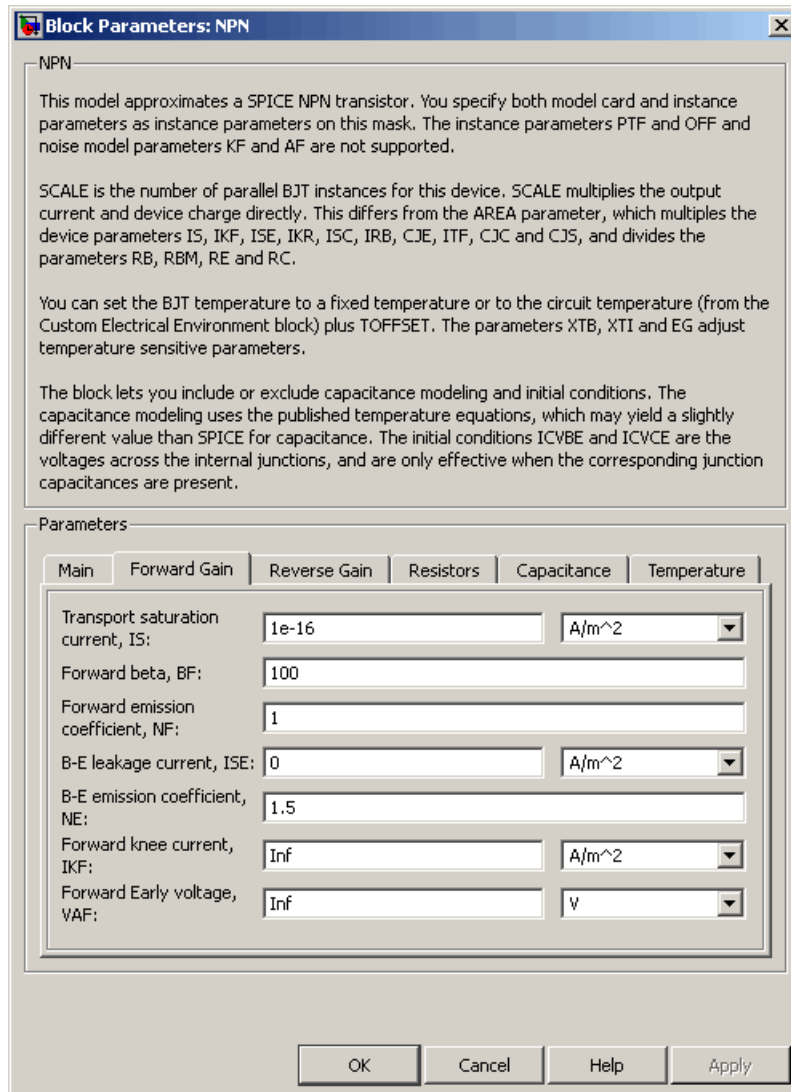 Block Parameters: NPN
NPN
This model approximates a SPICE NPN transistor. You specify both model card and instance
parameters as instance parameters on this mask. The instance parameters PTF and OFF and
noise model parameters KF and AF are not supported.
SCALE is the number of parallel BJT instances for this device. SCALE multiplies the output
current and device charge directly. This differs from the AREA parameter, which multiples the
device parameters IS, IKF, ISE, IKR, ISC, IRB, CJE, ITF, CJC and CJS, and divides the
parameters RB, RBM, RE and RC.
You can set the BJT temperature to a fixed temperature or to the circuit temperature (from the
Custom Electrical Environment block) plus TOFFSET. The parameters XTB, XTI and EG adjust
temperature sensitive parameters.
The block lets you include or exclude capacitance modeling and initial conditions. The
capacitance modeling uses the published temperature equations, which may yield a slightly
different value than SPICE for capacitance. The initial conditions ICVBE and ICVCE are the
voltages across the internal junctions, and are only effective when the corresponding junction
capacitances are present.
Parameters
Main Forward Gain Reverse Gain Resistors Capacitance Temperature
Transport saturation
current, IS: 1e-16 A/m^2
Forward beta, BF: 100
Forward emission
coefficient, NF: 1
B-E leakage current, ISE: 0 A/m^2
B-E emission coefficient,
NE: 1.5
Forward knee current,
IKF: Inf A/m^2
Forward Early voltage,
VAF: Inf V
OK Cancel Help Apply